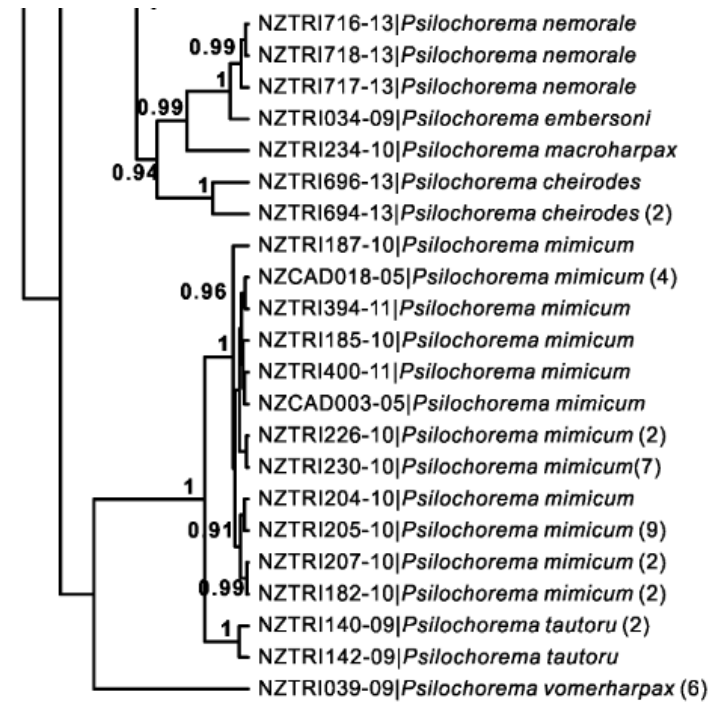 NZTRI716-13|Psilochorema nemorale
0.99
NZTRI718-13|Psilochorema nemorale
1
NZTRI717-13|Psilochorema nemorale
0.99
NZTRI034-09|Psilochorema embersoni
NZTRI234-10|Psilochorema macroharpax
0.94
1
NZTRI696-13|Psilochorema cheirodes
NZTRI694-13|Psilochorema cheirodes (2)
NZTRI187-10|Psilochorema mimicum
0.96
NZCAD018-05|Psilochorema mimicum (4)
NZTRI394-11|Psilochorema mimicum
1
NZTRI185-10|Psilochorema mimicum
NZTRI400-11|Psilochorema mimicum
NZCAD003-05|Psilochorema mimicum
NZTRI226-10|Psilochorema mimicum (2)
NZTRI230-10|Psilochorema mimicum(7)
1
NZTRI204-10|Psilochorema mimicum
0.91
NZTRI205-10|Psilochorema mimicum (9)
NZTRI207-10|Psilochorema mimicum (2)
0.99
NZTRI182-10|Psilochorema mimicum (2)
1
NZTRI140-09|Psilochorema tautoru (2)
NZTRI142-09|Psilochorema tautoru
NZTRI039-09|Psilochorema vomerharpax (6)